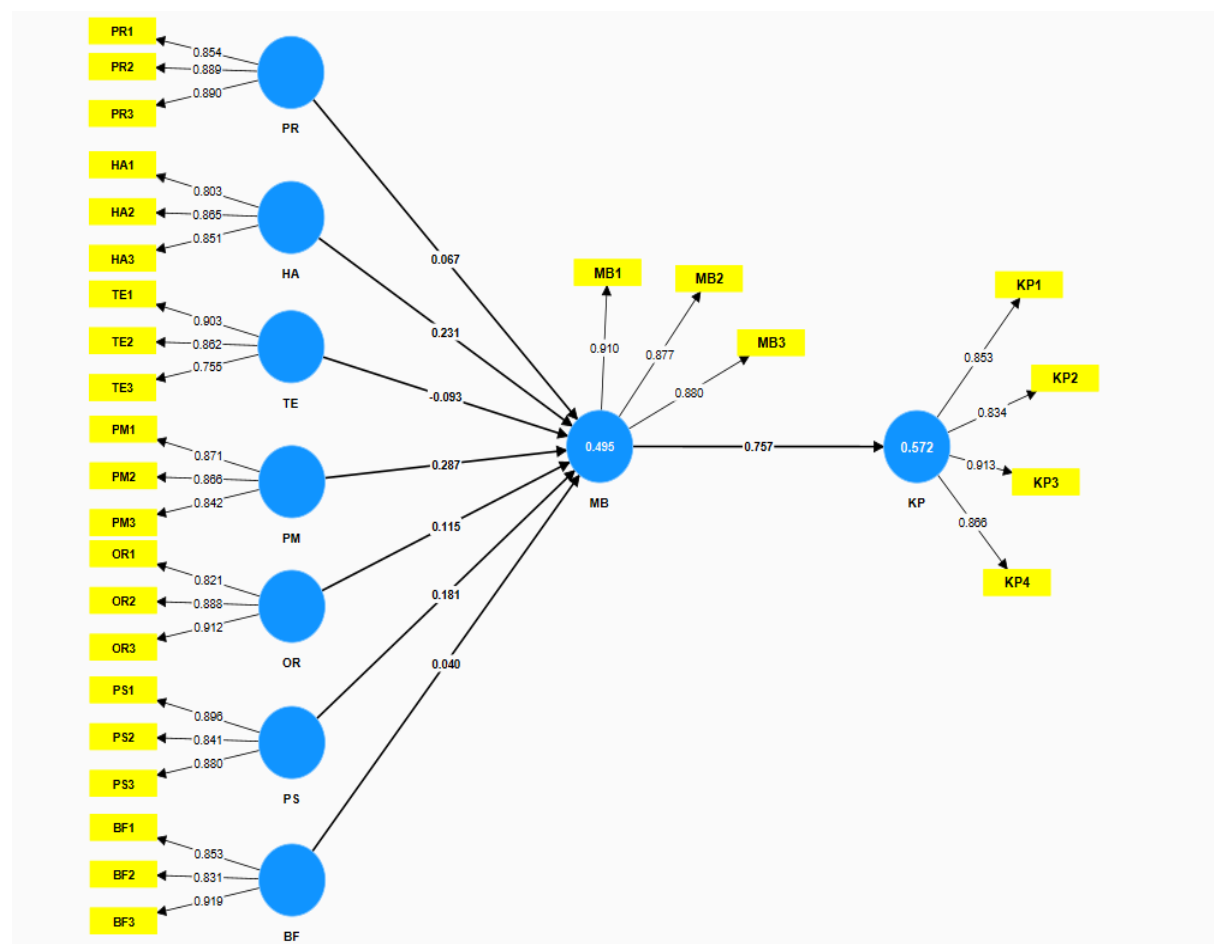 PR1
0.854
PR2
0.889
PR3
0.890
PR
HA1
0.803
HA2
0.865
HA3
0.851
HA
TE1
0.903
TE2
0.862
TE3
0.755
TE
PM1
0.871
PM2
0.866
PM3
0.842
PM
OR1
0.821
OR2
0.888
OR3
0.912
OR
PS1
0.896
PS2
0.841
PS3
0.880
PS
BF1
0.853
BF2
0.831
BF3
0.919
BF
0.067
0.231
-0.093
0.287
0.115
0.181
0.040
MB1
0.910
MB2
0.877
MB3
0.880
0.495
MB
0.757
0.572
KP
KP1
0.853
KP2
0.834
KP3
0.913
KP4
0.866